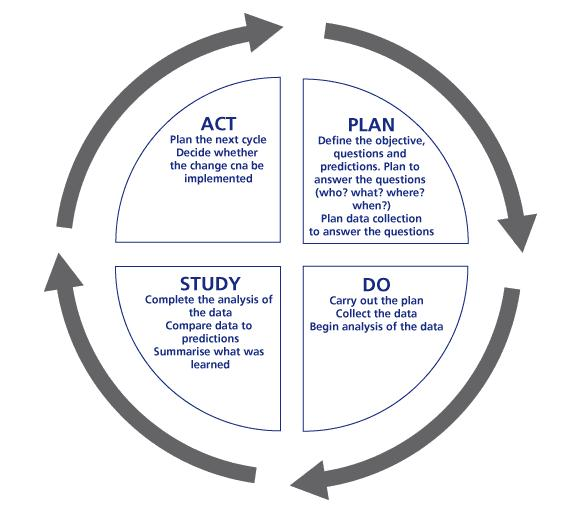 ACT
Plan the next cycle
Decide whether
the change cna be
implemented
PLAN
Define the objective,
questions and
predictions. Plan to
answer the questions
(who? what? where?
when?)
Plan data collection
to answer the questions
STUDY
Complete the analysis of
the data
Compare data to
predictions
Summarise what was
learned
DO
Carry out the plan
Collect the data
Begin analysis of the data